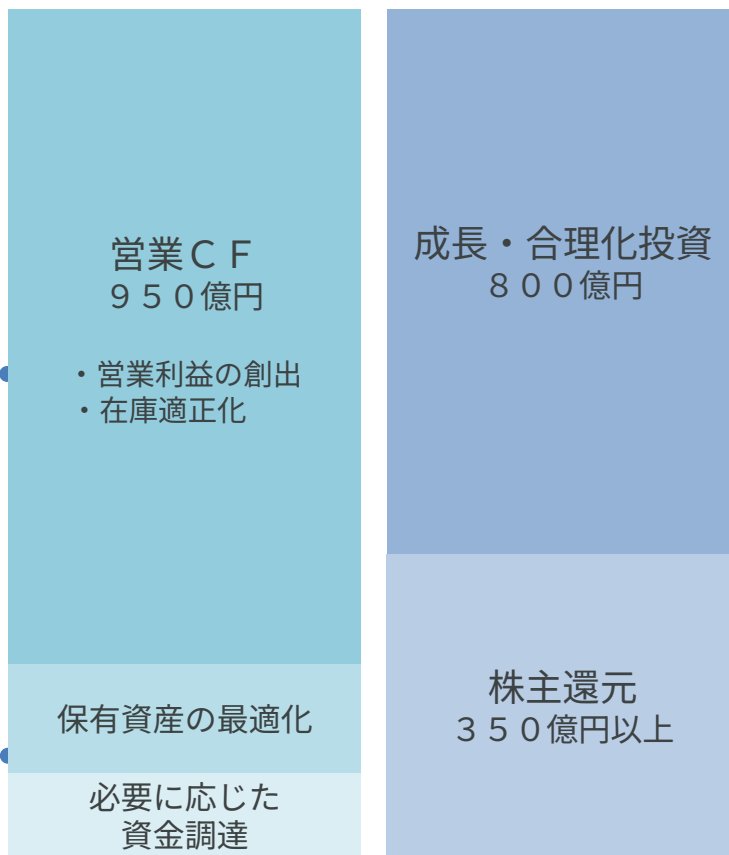 営業ＣＦ
９５０億円
・営業利益の創出
・在庫適正化
保有資産の最適化
必要に応じた
資金調達
成長・合理化投資
８００億円
株主還元
３５０億円以上